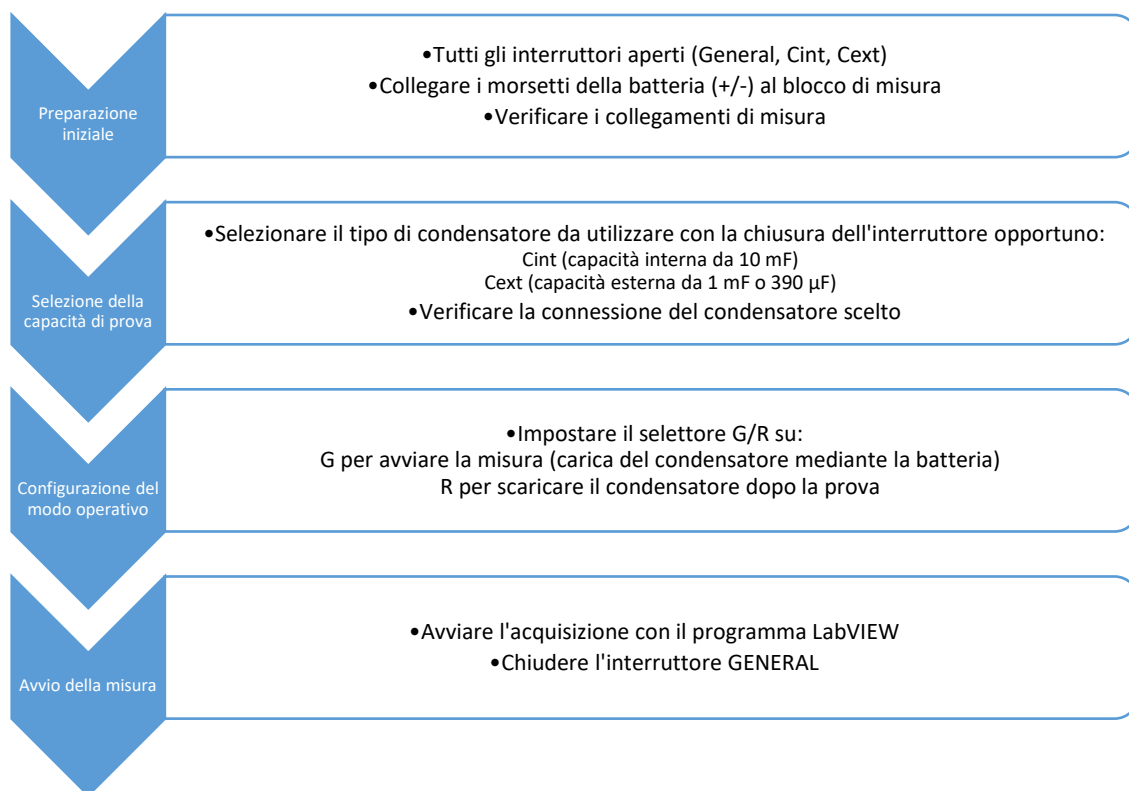 Preparazione
iniziale
•Tutti gli interruttori aperti (General, Cint, Cext)
•Collegare i morsetti della batteria (+/-) al blocco di misura
•Verificare i collegamenti di misura
Selezione della
capacità di prova
•Selezionare il tipo di condensatore da utilizzare con la chiusura dell'interruttore opportuno:
Cint (capacità interna da 10 mF)
Cext (capacità esterna da 1 mF o 390 µF)
•Verificare la connessione del condensatore scelto
Configurazione del
modo operativo
•Impostare il selettore G/R su:
G per avviare la misura (carica del condensatore mediante la batteria)
R per scaricare il condensatore dopo la prova
Avvio della misura
•Avviare l'acquisizione con il programma LabVIEW
•Chiudere l'interruttore GENERAL